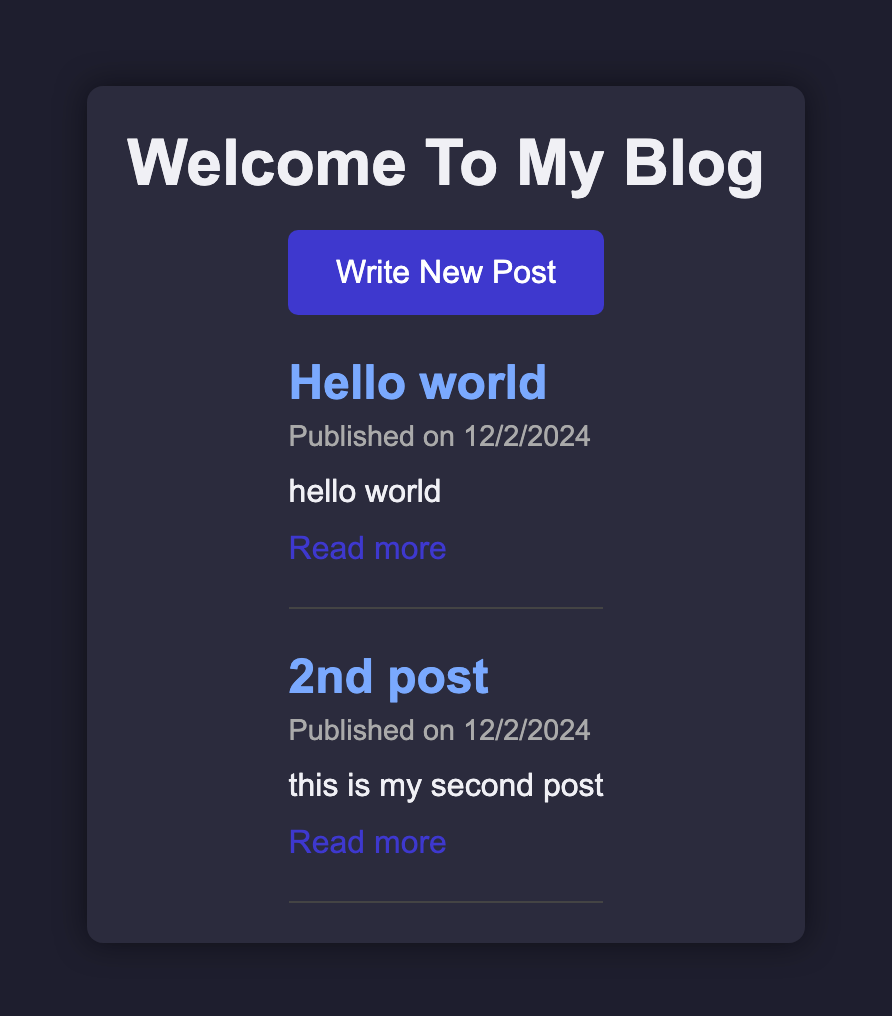 Welcome To My Blog
Write New Post
Hello world
Published on 12/2/2024
hello world
Read more
2nd post
Published on 12/2/2024
this is my second post
Read more